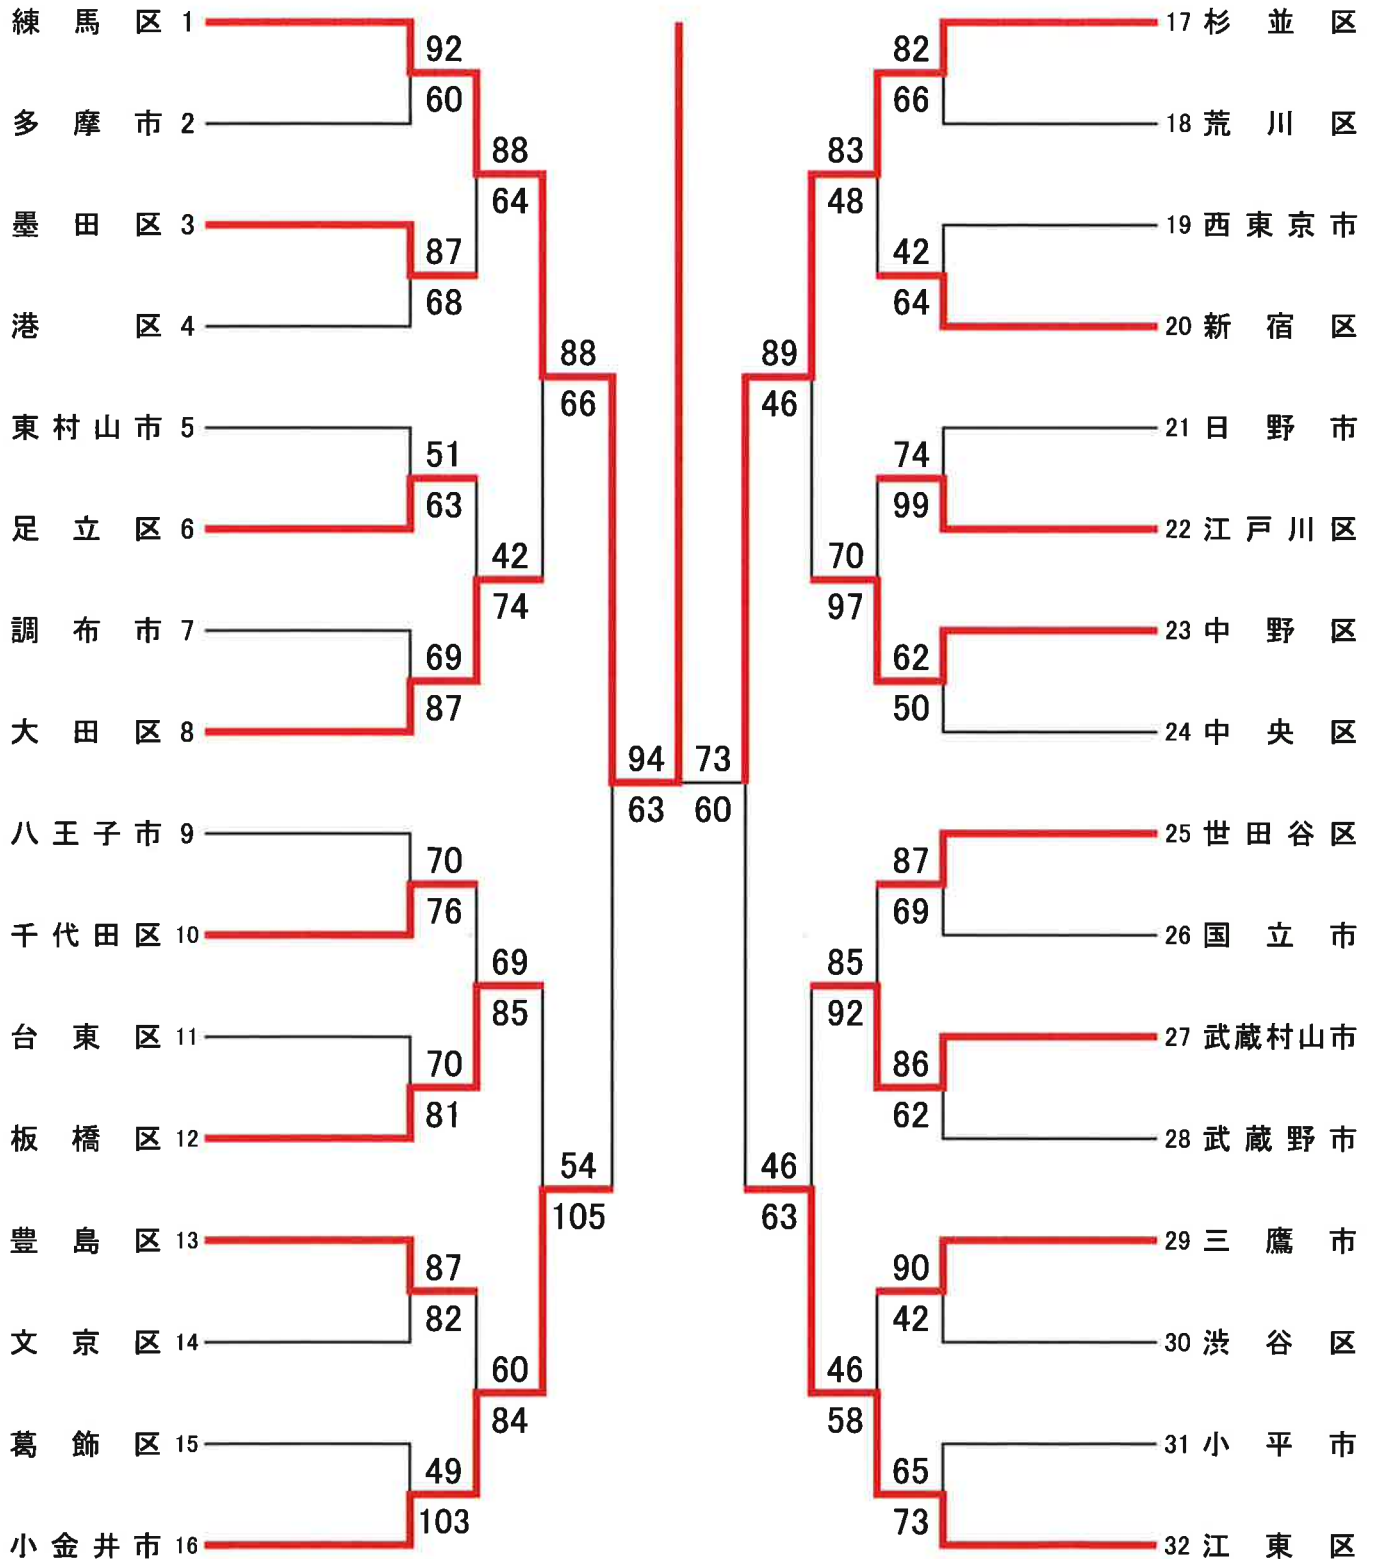 練馬区 1
92
60
多摩市 2
88
64
墨田区 3
87
68
港区 4
88
66
東村山市 5
51
63
足立区 6
42
74
調布市 7
69
87
大田区 8
94
63
八王子市 9
70
76
千代田区 10
69
85
台東区 11
70
81
板橋区 12
54
105
豊島区 13
87
82
文京区 14
60
84
葛飾区 15
49
103
小金井市 16
17 杉並区
82
66
18 荒川区
83
48
19 西東京市
42
64
20 新宿区
89
46
21 日野市
74
99
22 江戸川区
70
97
23 中野区
62
50
24 中央区
73
60
25 世田谷区
87
69
26 国立市
85
92
27 武蔵村山市
86
62
28 武蔵野市
46
63
29 三鷹市
90
42
30 渋谷区
46
58
31 小平市
65
73
32 江東区